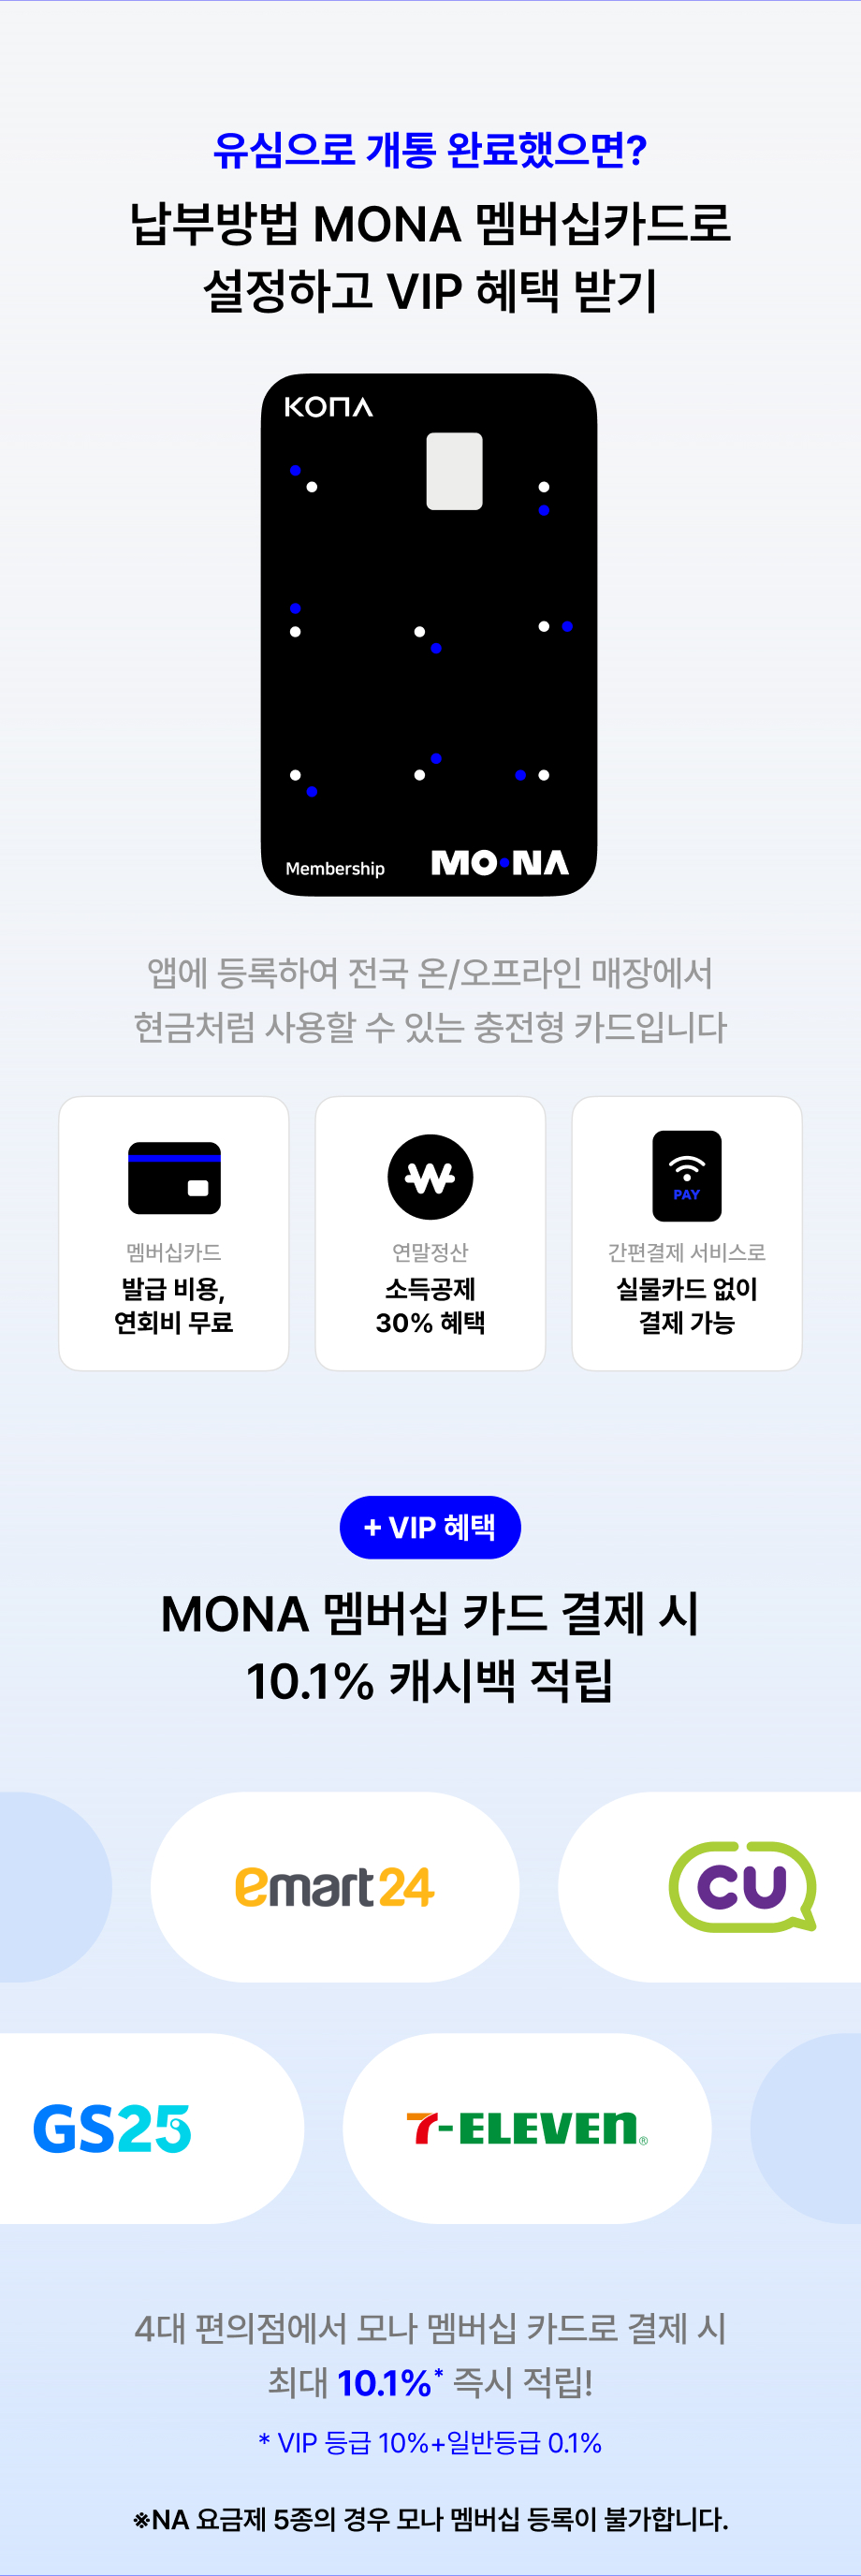 유심으로 개통 완료했으면?
납부방법 MONA 멤버십카드로
설정하고 VIP 혜택 받기
KONA
Membership
MONA
앱에 등록하여 전국 온/오프라인 매장에서
현금처럼 사용할 수 있는 충전형 카드입니다
멤버십카드
발급 비용,
연회비 무료
연말정산
소득공제
30% 혜택
PAY
간편결제 서비스로
실물카드 없이
결제 가능
+ VIP 혜택
MONA 멤버십 카드 결제 시
10.1% 캐시백 적립
emart24
CU
GS25
7-ELEVEN®
4대 편의점에서 모나 멤버십 카드로 결제 시
최대 10.1%* 즉시 적립!
* VIP 등급 10%+일반등급 0.1%
※NA 요금제 5종의 경우 모나 멤버십 등록이 불가합니다.